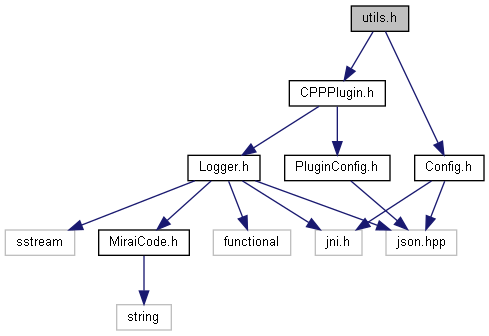 utils.h
CPPPlugin.h
Logger.h
PluginConfig.h
Config.h
sstream
MiraiCode.h
functional
jni.h
json.hpp
string